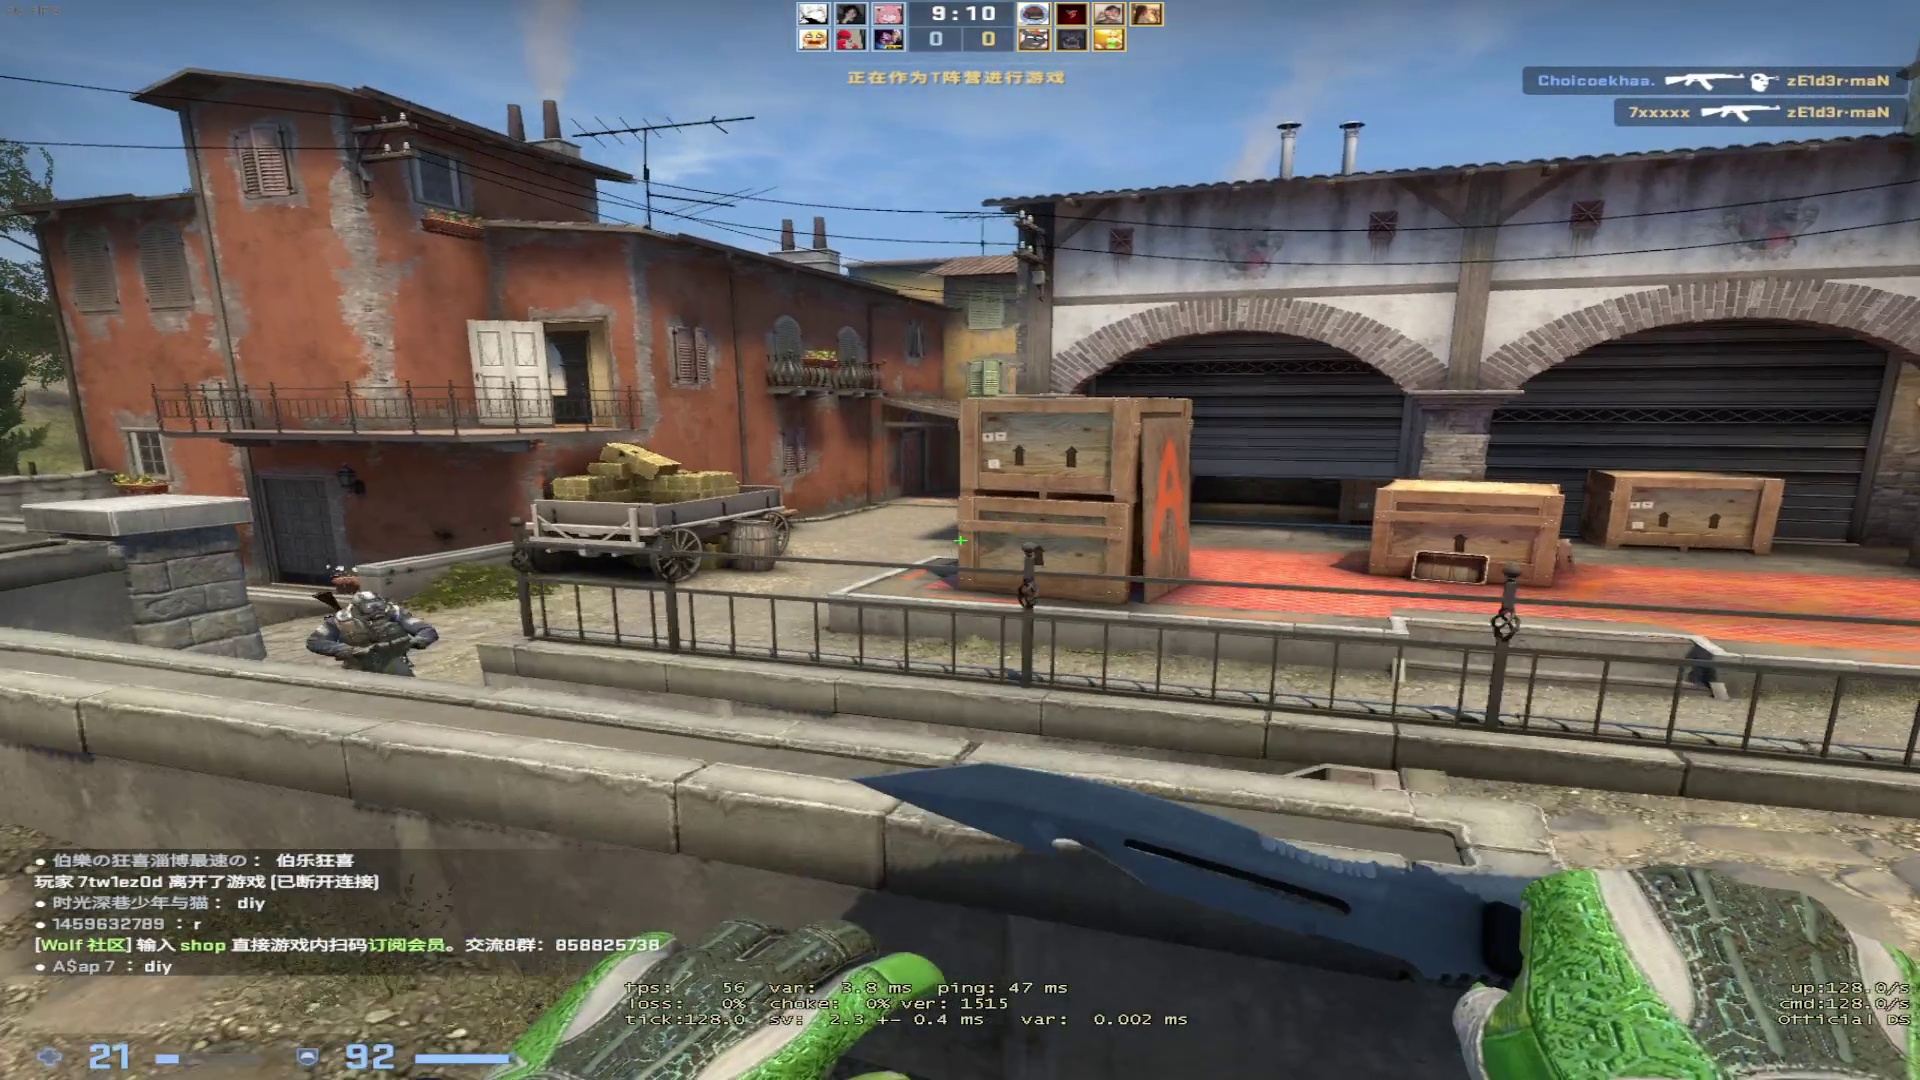 9:10
0 0
正在作为T阵营进行游戏
Choicoekhaa. zE1d3r·maN
7xxxxx zE1d3r·maN
A
• 伯樂の狂喜淄博最速の： 伯乐狂喜
玩家 7tw1ez0d 离开了游戏 [已断开连接]
• 时光深巷少年与猫： diy
• 1459632789 ： r
[Wolf 社区] 输入 shop 直接游戏内扫码订阅会员。交流8群：858825738
• A$ap 7 ： diy
fps: 56 var: 3.8 ms ping: 47 ms
loss: 0% choke: 0% ver: 1515
tick:128.0 sv: 2.3 +- 0.4 ms var: 0.002 ms
up:128.0/s
cmd:128.0/s
Official DS
21 92